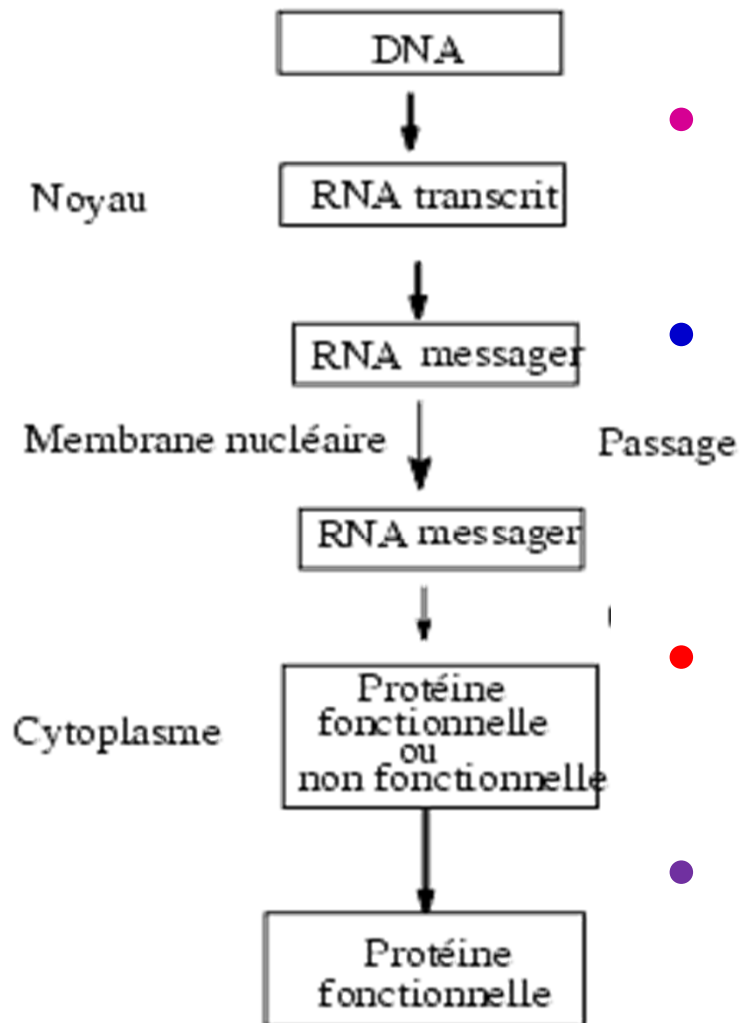 DNA
Noyau
RNA transcrit
RNA messager
Membrane nucléaire
Passage
RNA messager
Cytoplasme
Protéine
fonctionnelle
ou
non fonctionnelle
Protéine
fonctionnelle